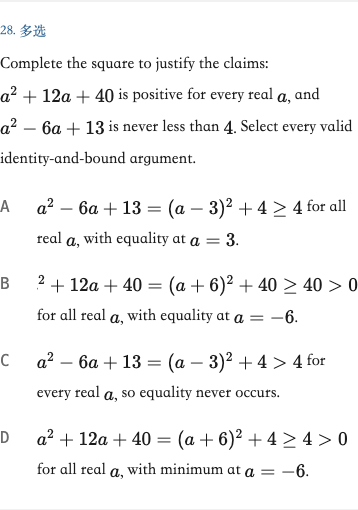 28. 多选
Complete the square to justify the claims:
a² + 12a + 40 is positive for every real a, and
a² − 6a + 13 is never less than 4. Select every valid
identity-and-bound argument.
A a² − 6a + 13 = (a − 3)² + 4 ≥ 4 for all
real a, with equality at a = 3.
B ² + 12a + 40 = (a + 6)² + 40 ≥ 40 > 0
for all real a, with equality at a = −6.
C a² − 6a + 13 = (a − 3)² + 4 > 4 for
every real a, so equality never occurs.
D a² + 12a + 40 = (a + 6)² + 4 ≥ 4 > 0
for all real a, with minimum at a = −6.